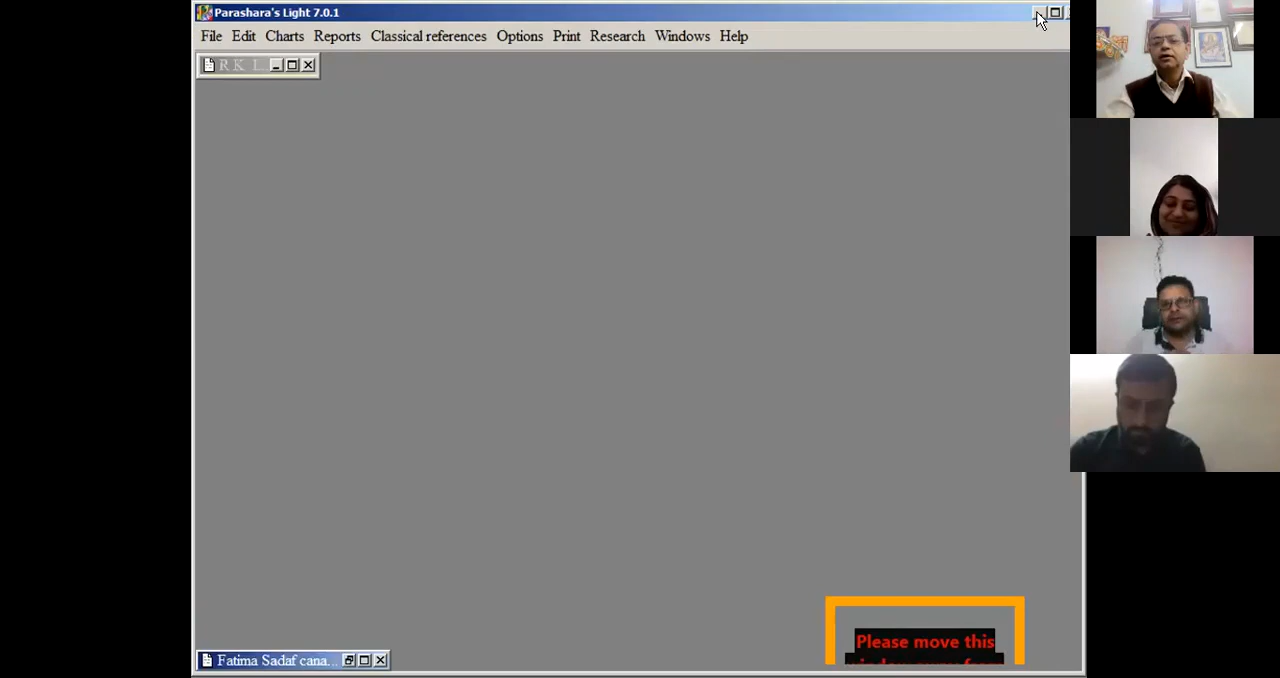 Parashara's Light 7.0.1
File Edit Charts Reports Classical references Options Print Research Windows Help
R K L
Fatima Sadaf cana...
Please move this